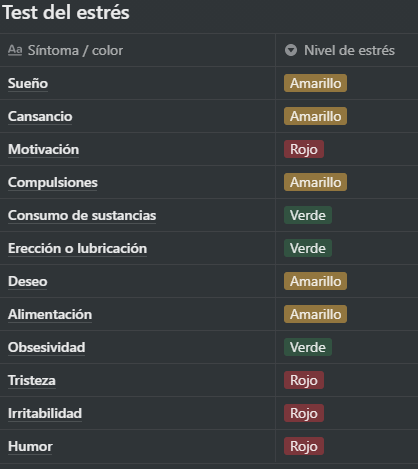 Test del estrés
Aa Síntoma / color Nivel de estrés
Sueño Amarillo
Cansancio Amarillo
Motivación Rojo
Compulsiones Amarillo
Consumo de sustancias Verde
Erección o lubricación Verde
Deseo Amarillo
Alimentación Amarillo
Obsesividad Verde
Tristeza Rojo
Irritabilidad Rojo
Humor Rojo